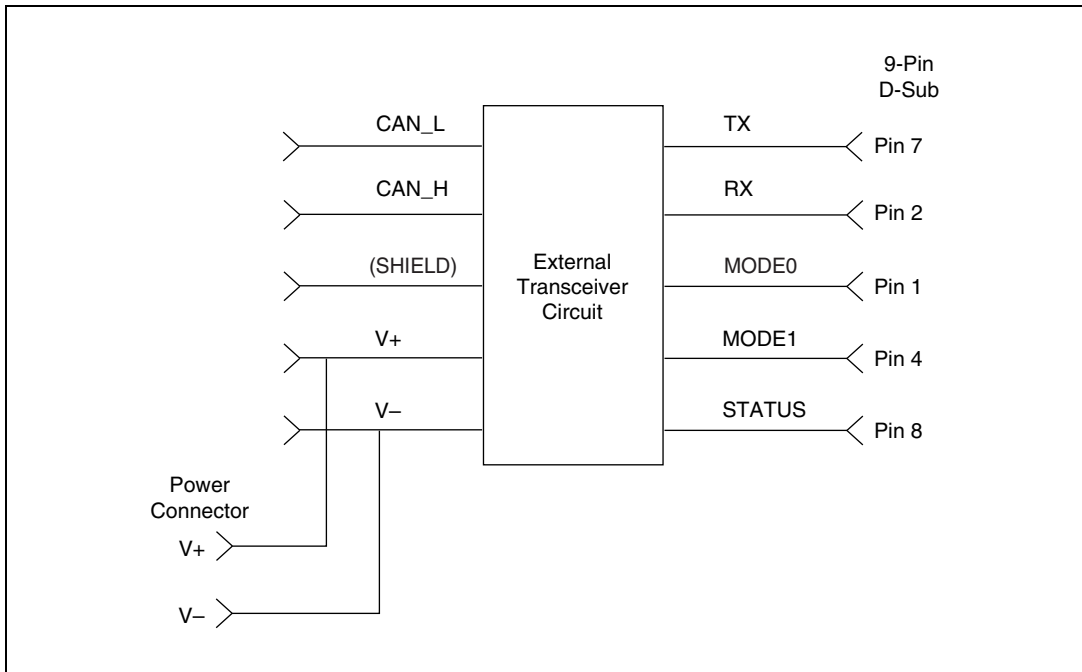 9-Pin
D-Sub
CAN_L
TX
Pin 7
CAN_H
RX
Pin 2
(SHIELD)
External
Transceiver
Circuit
MODE0
Pin 1
V+
MODE1
Pin 4
V–
STATUS
Pin 8
Power
Connector
V+
V–